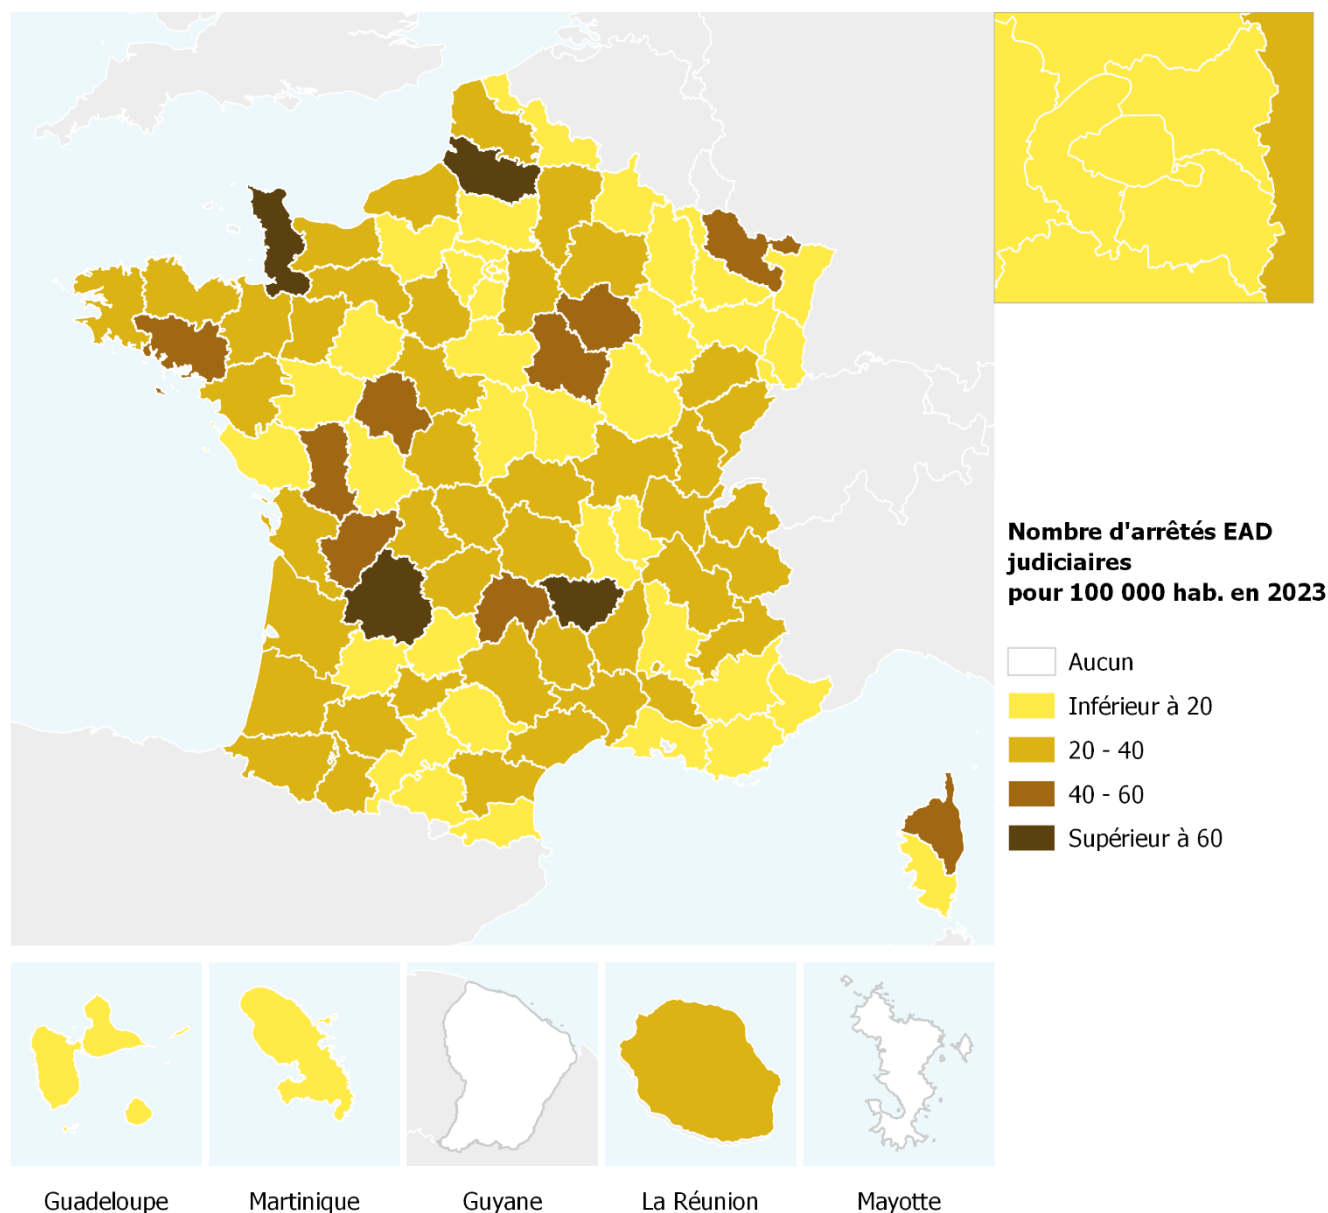 Nombre d'arrêtés EAD
judiciaires
pour 100 000 hab. en 2023
Aucun
Inférieur à 20
20 - 40
40 - 60
Supérieur à 60
Guadeloupe
Martinique
Guyane
La Réunion
Mayotte